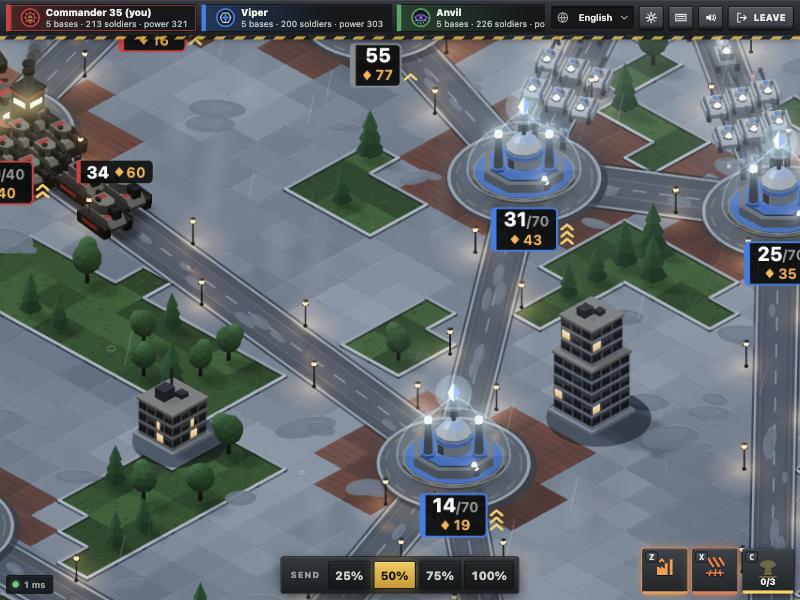 Commander 35 (you)
5 bases · 213 soldiers · power 321
Viper
5 bases · 200 soldiers · power 303
Anvil
5 bases · 226 soldiers · po
English
LEAVE
16
55
77
/40
40
34 60
31/70
43
25/70
35
14/70
19
SEND 25% 50% 75% 100%
Z
X
C
0/3
1 ms